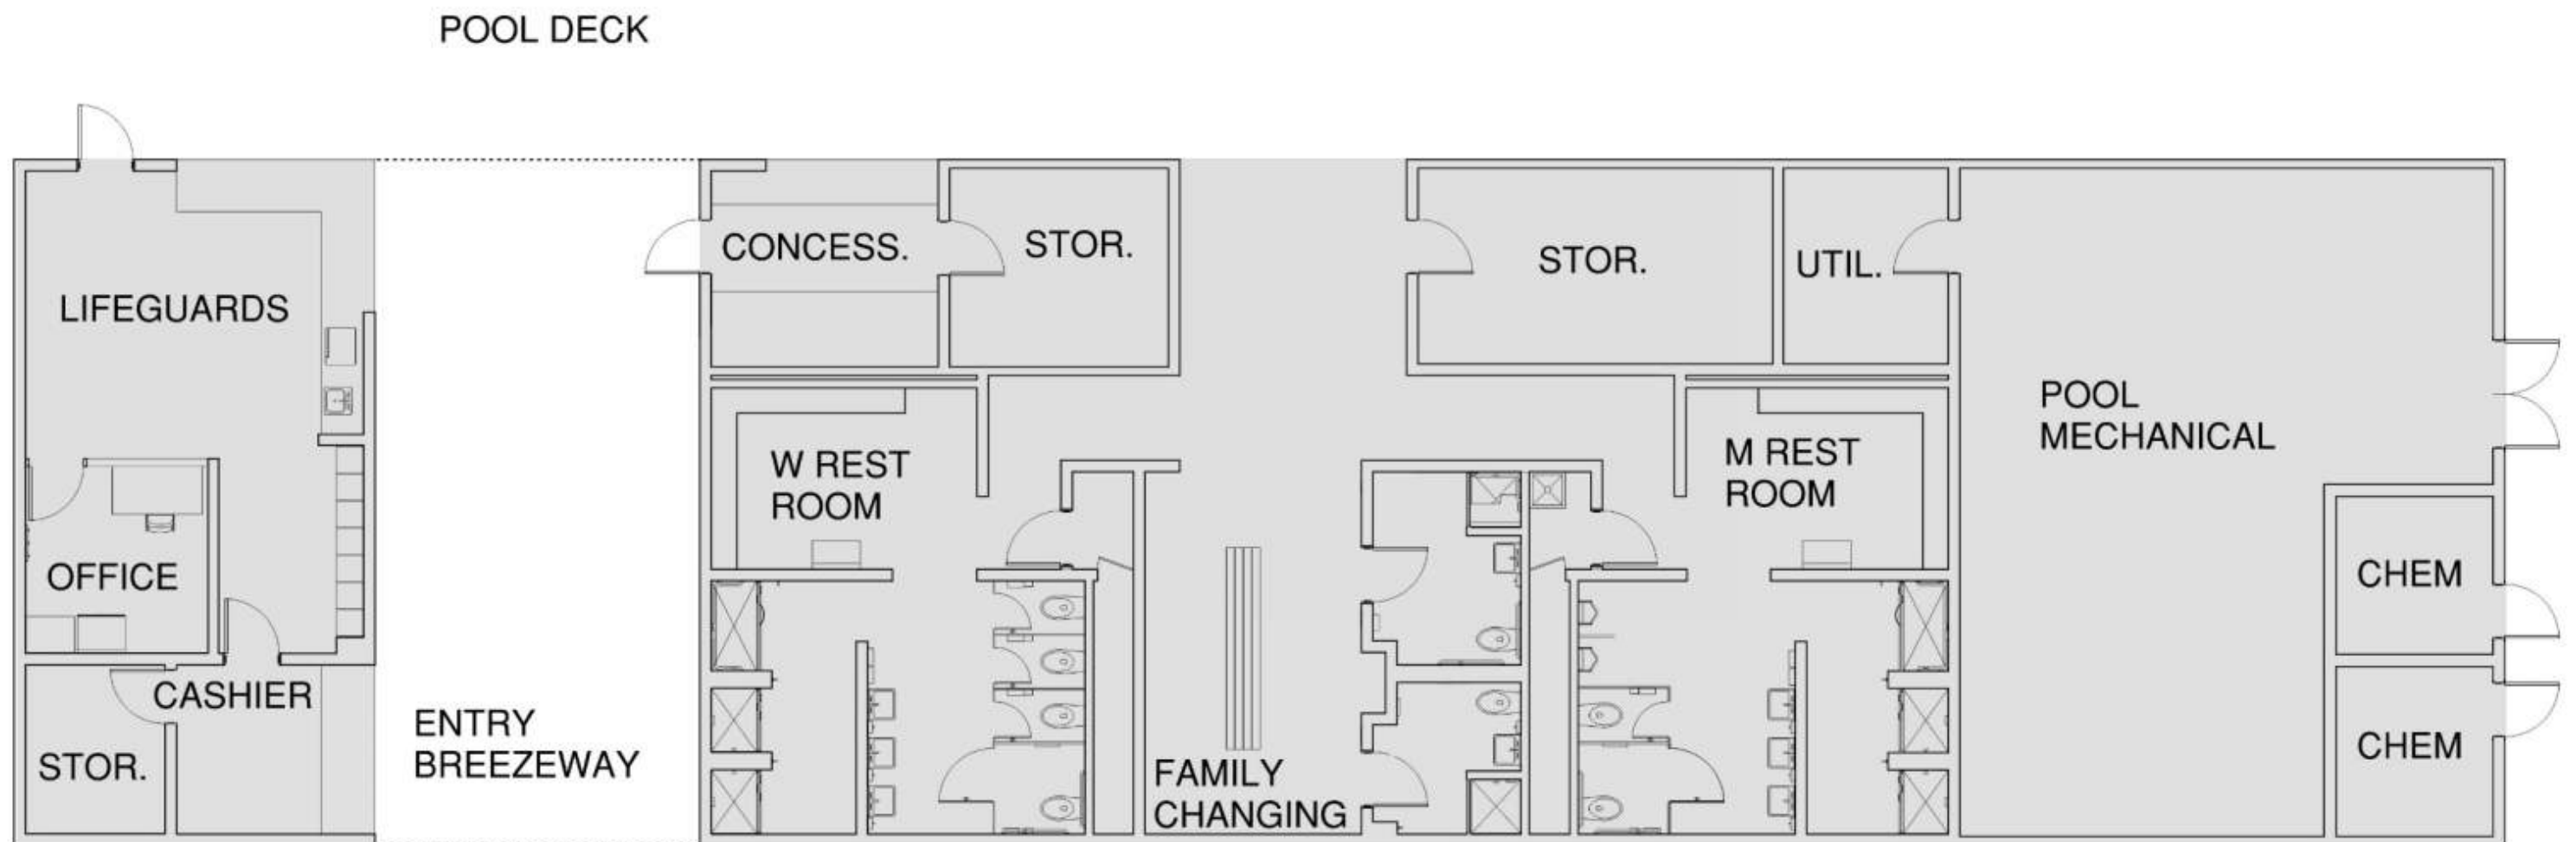 POOL DECK
LIFEGUARDS
CONCESS.
STOR.
STOR.
UTIL.
POOL
MECHANICAL
W REST
ROOM
M REST
ROOM
OFFICE
CHEM
CASHIER
STOR.
ENTRY
BREEZEWAY
FAMILY
CHANGING
CHEM